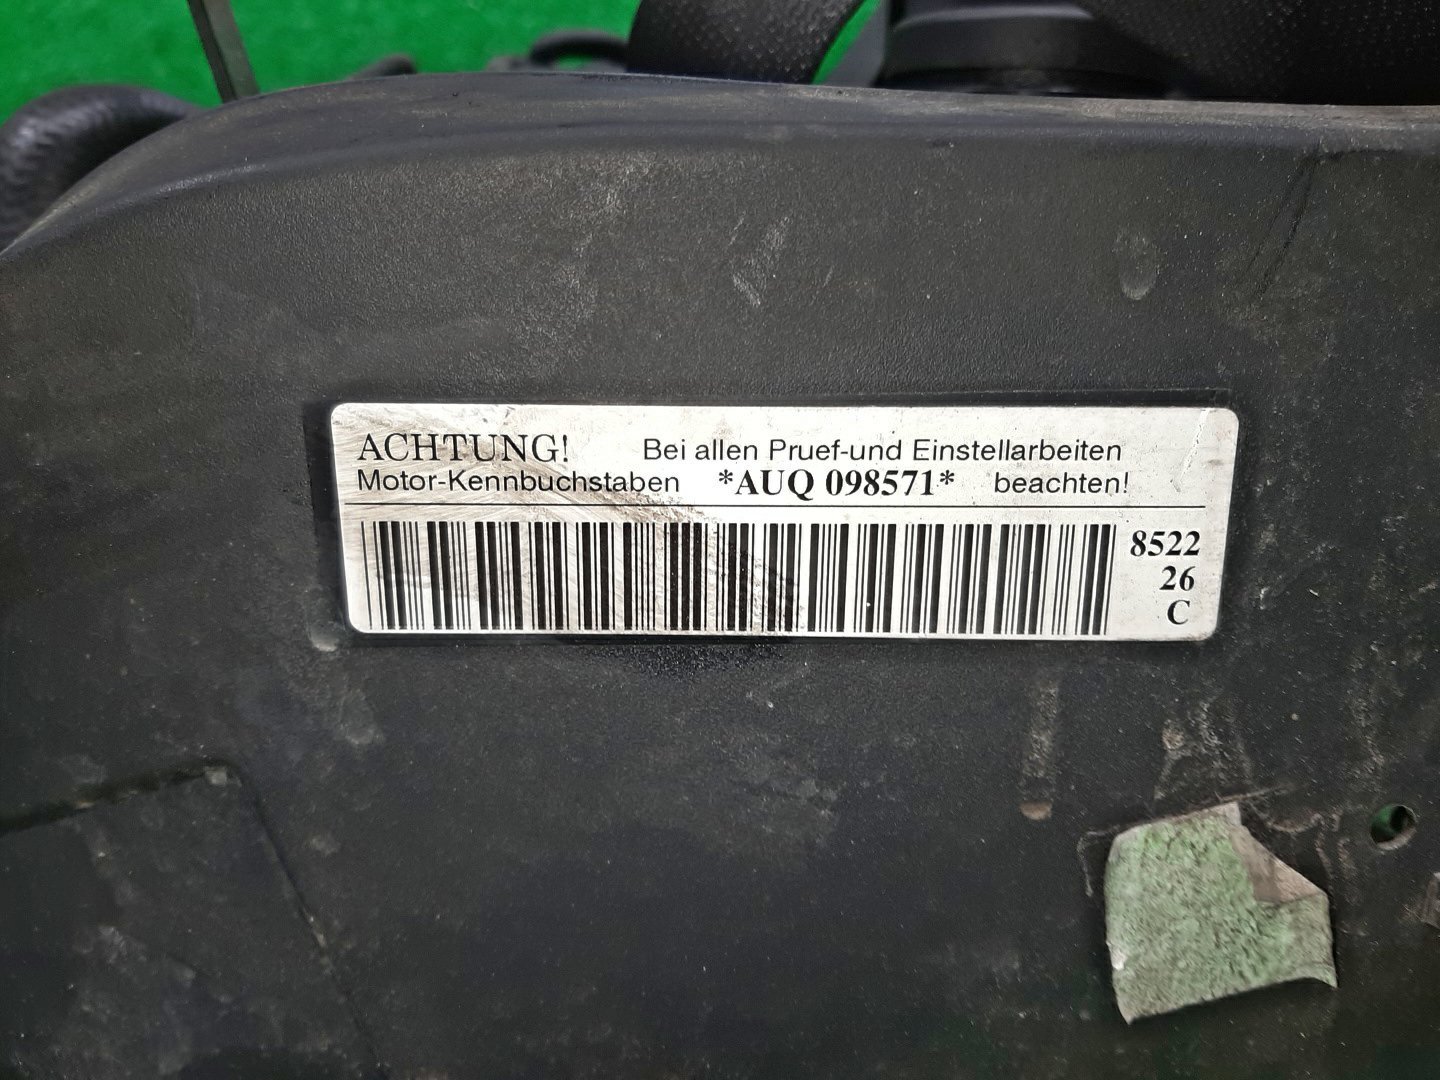 ACHTUNG! Bei allen Pruef-und Einstellarbeiten
Motor-Kennbuchstaben *AUQ 098571* beachten!
8522
26
C